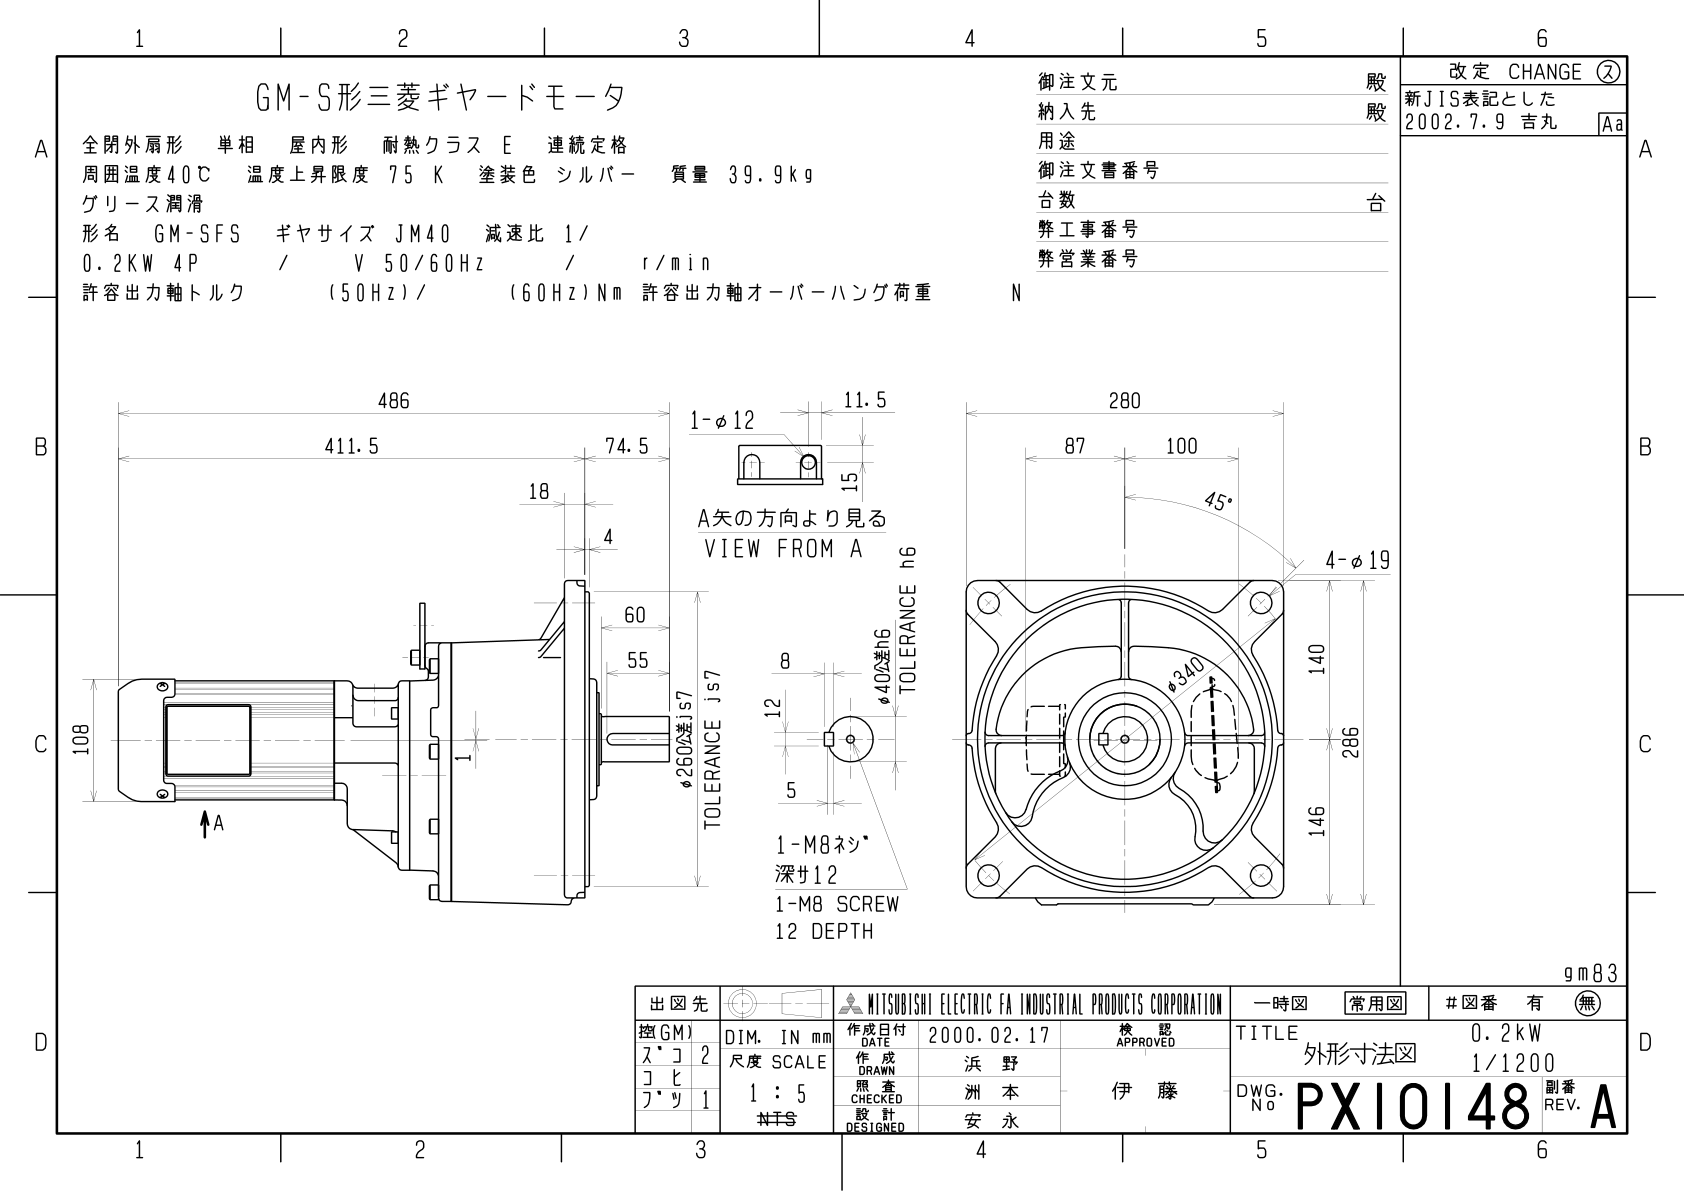 1 2 3 4 5 6
改定 CHANGE ス
新JIS表記とした
2002.7.9 吉丸 Aa
GM-S形三菱ギヤードモータ
全閉外扇形 単相 屋内形 耐熱クラス E 連続定格
周囲温度40℃ 温度上昇限度 75 K 塗装色 シルバー 質量 39.9kg
グリース潤滑
形名 GM-SFS ギヤサイズ JM40 減速比 1/
0.2KW 4P / V 50/60Hz / r/min
許容出力軸トルク (50Hz)/ (60Hz)Nm 許容出力軸オーバーハング荷重 N
御注文元 殿
納入先 殿
用途
御注文書番号
台数 台
弊工事番号
弊営業番号
A A
B B
C C
D D
486
411.5 74.5
18
4
60
55
108
1
A
φ260公差js7
TOLERANCE js7
1-φ12
11.5
15
A矢の方向より見る
VIEW FROM A
8
12
5
φ40公差h6
TOLERANCE h6
1-M8ネジ
深サ12
1-M8 SCREW
12 DEPTH
280
87 100
45°
4-φ19
φ340
140
146
286
gm83
出図先
控(GM)
ズコ 2
コヒ
ブツ 1
DIM. IN mm
尺度 SCALE
1 : 5
NTS
MITSUBISHI ELECTRIC FA INDUSTRIAL PRODUCTS CORPORATION
作成日付
DATE
2000.02.17
作成
DRAWN
浜野
照査
CHECKED
洲本
設計
DESIGNED
安永
検認
APPROVED
伊藤
一時図 常用図 #図番 有 無
TITLE
外形寸法図
0.2kW
1/1200
DWG.
No
PX10148
副番
REV.
A
1 2 3 4 5 6